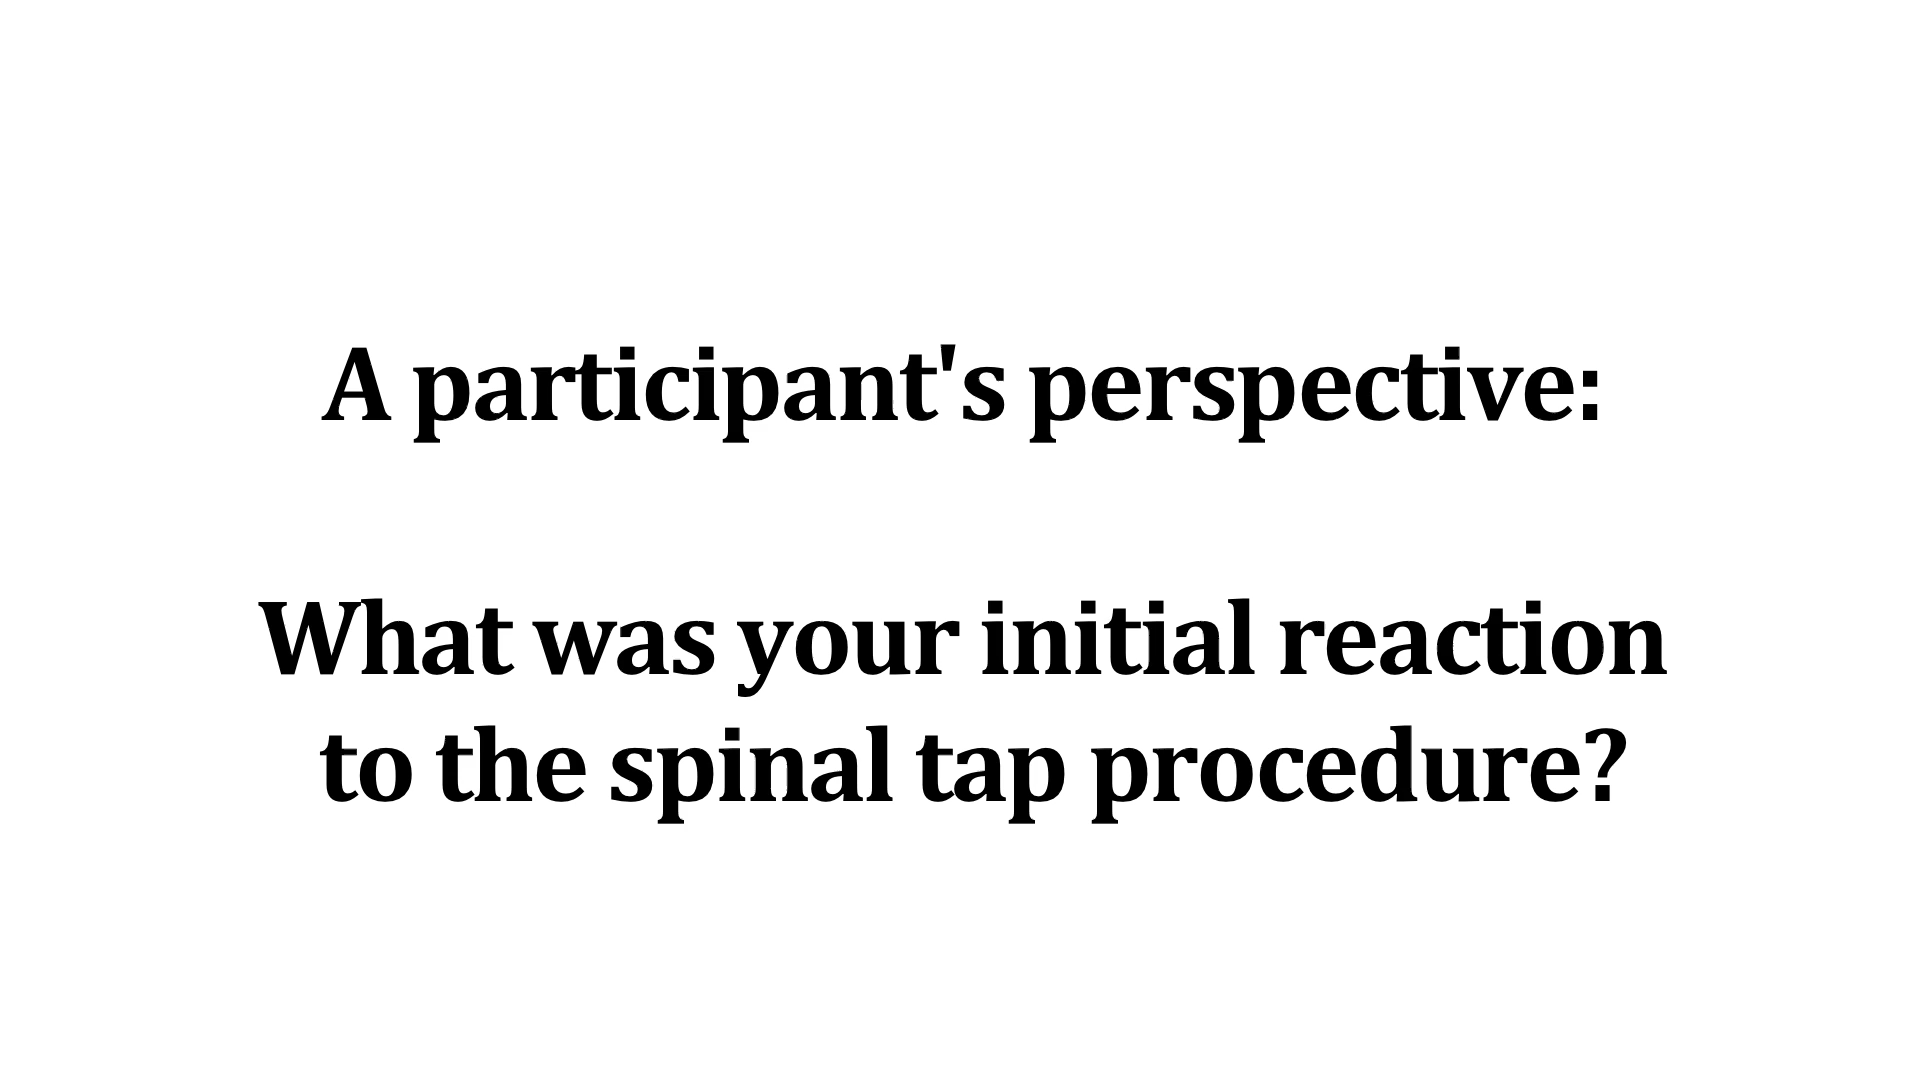 A participant's perspective:
What was your initial reaction
to the spinal tap procedure?